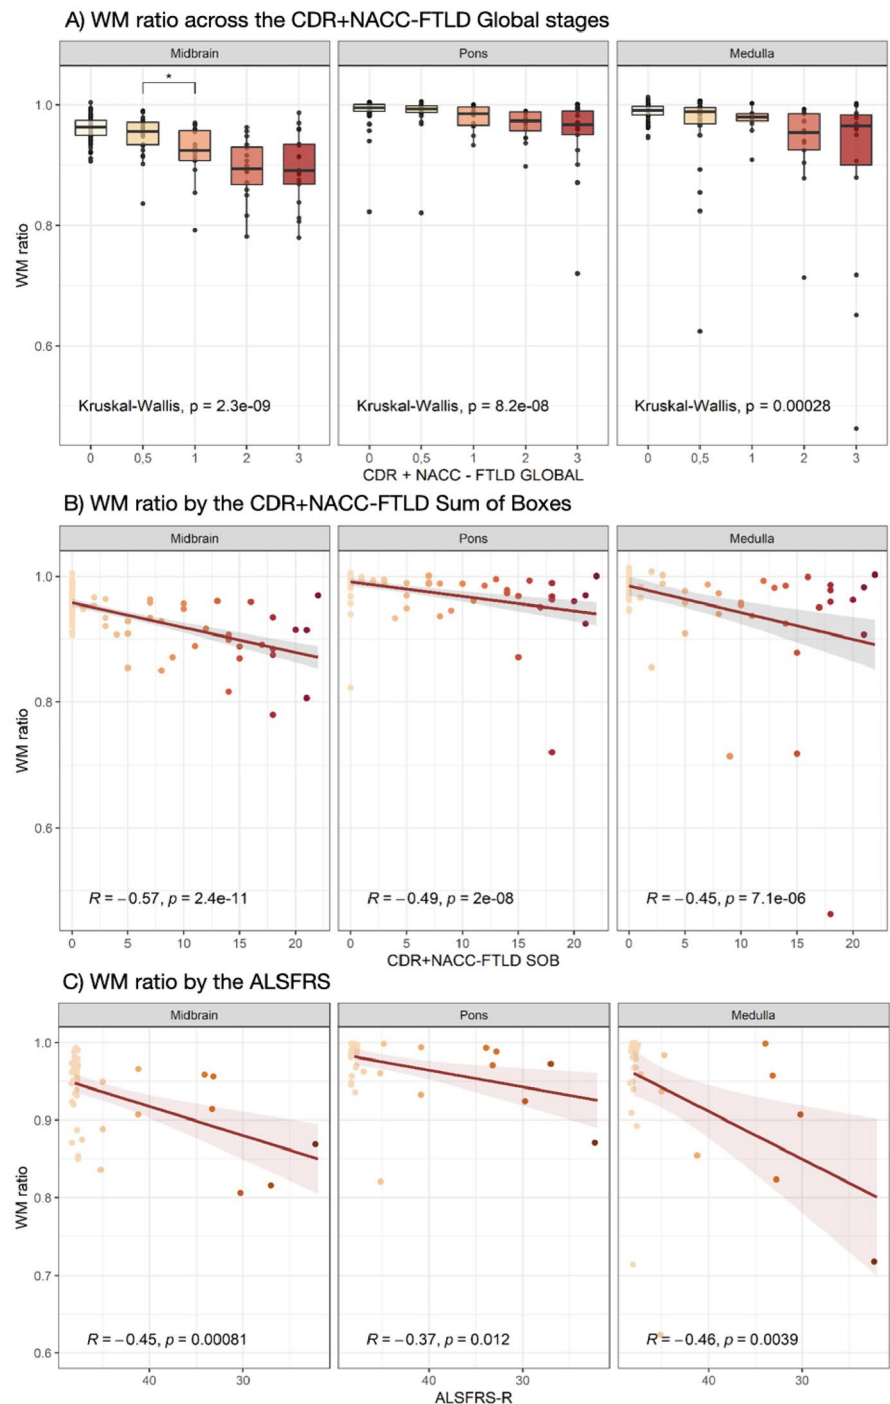 A) WM ratio across the CDR+NACC-FTLD Global stages
Midbrain Pons Medulla
*
1.0
0.8
0.6
WM ratio
Kruskal-Wallis, p = 2.3e-09 Kruskal-Wallis, p = 8.2e-08 Kruskal-Wallis, p = 0.00028
0 0,5 1 2 3 0 0,5 1 2 3 0 0,5 1 2 3
CDR + NACC - FTLD GLOBAL
B) WM ratio by the CDR+NACC-FTLD Sum of Boxes
Midbrain Pons Medulla
1.0
0.8
0.6
WM ratio
R = −0.57, p = 2.4e-11 R = −0.49, p = 2e-08 R = −0.45, p = 7.1e-06
0 5 10 15 20 0 5 10 15 20 0 5 10 15 20
CDR+NACC-FTLD SOB
C) WM ratio by the ALSFRS
Midbrain Pons Medulla
1.0
0.9
0.8
0.7
0.6
WM ratio
R = −0.45, p = 0.00081 R = −0.37, p = 0.012 R = −0.46, p = 0.0039
40 30 40 30 40 30
ALSFRS-R